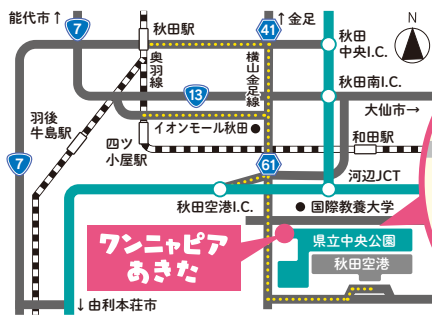 能代市↑
7
秋田駅
41
↑金足
N
秋田
中央I.C.
奥羽線
横山金足線
秋田南I.C.
13
大仙市→
羽後
牛島駅
イオンモール秋田
四ツ
小屋駅
和田駅
7
61
河辺JCT
秋田空港I.C.
国際教養大学
ワンニャピア
あきた
県立中央公園
秋田空港
↓由利本荘市